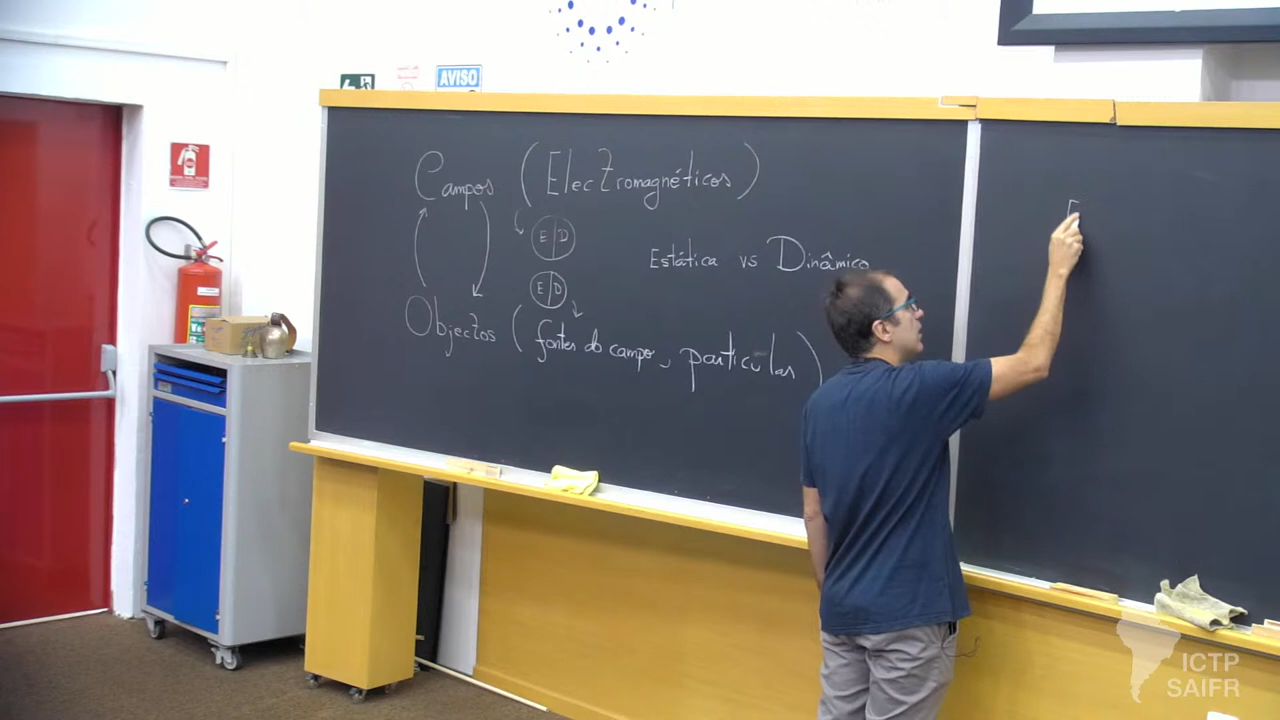 AVISO
Campos (Electromagnéticos)
E|D
Estática vs Dinâmico
E|D
Objectos (fontes do campo, particulas)
ICTP
SAIFR